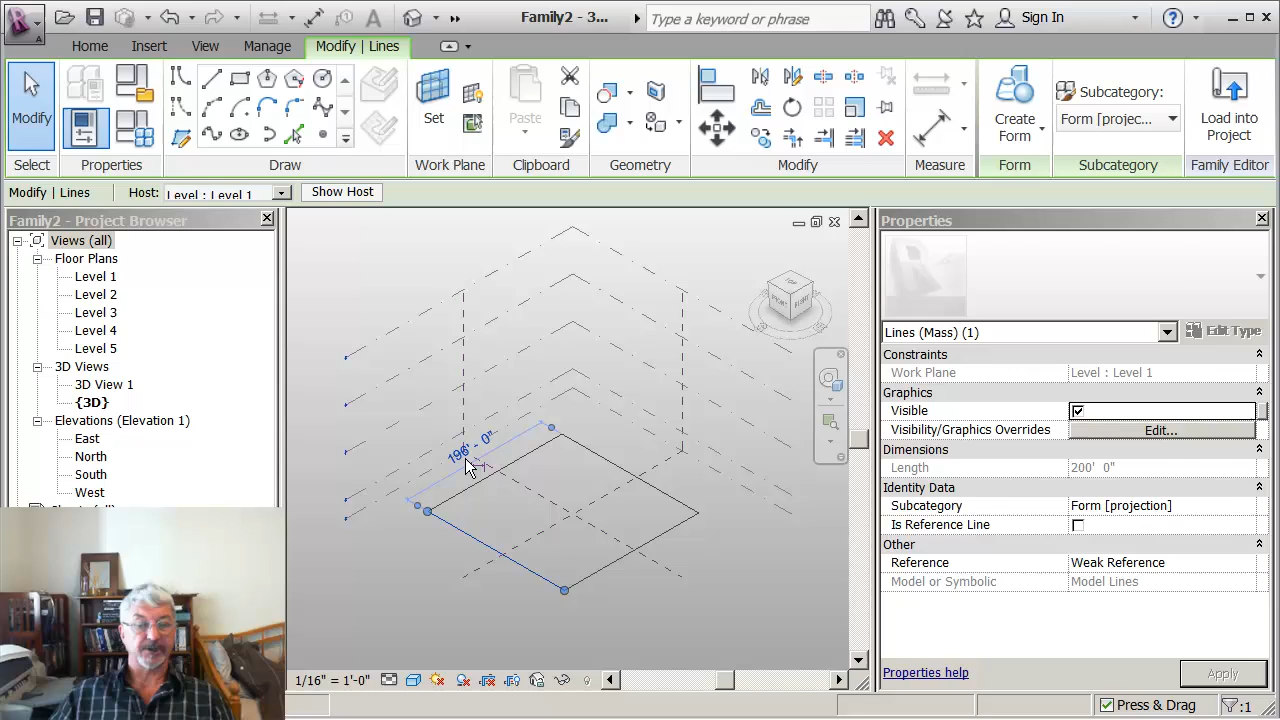 Family2 - 3...
Type a keyword or phrase
Sign In
Home
Insert
View
Manage
Modify | Lines
Modify
Set
Paste
Create
Form
Subcategory:
Form [projec...
Load into
Project
Select
Properties
Draw
Work Plane
Clipboard
Geometry
Modify
Measure
Form
Subcategory
Family Editor
Modify | Lines
Host:
Level : Level 1
Show Host
Family2 - Project Browser
Views (all)
Floor Plans
Level 1
Level 2
Level 3
Level 4
Level 5
3D Views
3D View 1
{3D}
Elevations (Elevation 1)
East
North
South
West
TOP
FRONT
RIGHT
196' - 0"
1/16" = 1'-0"
Properties
Lines (Mass) (1)
Edit Type
Constraints
Work Plane
Level : Level 1
Graphics
Visible
Visibility/Graphics Overrides
Edit...
Dimensions
Length
200' 0"
Identity Data
Subcategory
Form [projection]
Is Reference Line
Other
Reference
Weak Reference
Model or Symbolic
Model Lines
Properties help
Apply
Press & Drag
:1